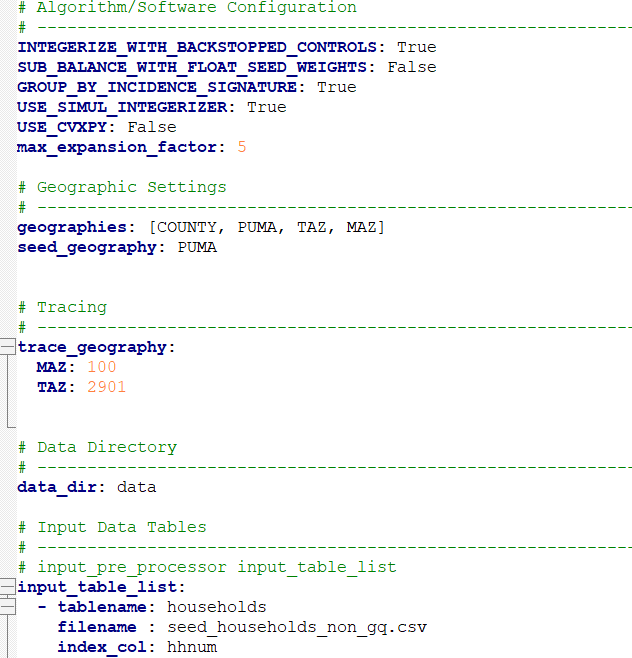 # Algorithm/Software Configuration
# ------------------------------------------------------------
INTEGERIZE_WITH_BACKSTOPPED_CONTROLS: True
SUB_BALANCE_WITH_FLOAT_SEED_WEIGHTS: False
GROUP_BY_INCIDENCE_SIGNATURE: True
USE_SIMUL_INTEGERIZER: True
USE_CVXPY: False
max_expansion_factor: 5
# Geographic Settings
# ------------------------------------------------------------
geographies: [COUNTY, PUMA, TAZ, MAZ]
seed_geography: PUMA
# Tracing
# ------------------------------------------------------------
trace_geography:
  MAZ: 100
  TAZ: 2901
# Data Directory
# ------------------------------------------------------------
data_dir: data
# Input Data Tables
# ------------------------------------------------------------
# input_pre_processor input_table_list
input_table_list:
  - tablename: households
    filename : seed_households_non_gq.csv
    index_col: hhnum